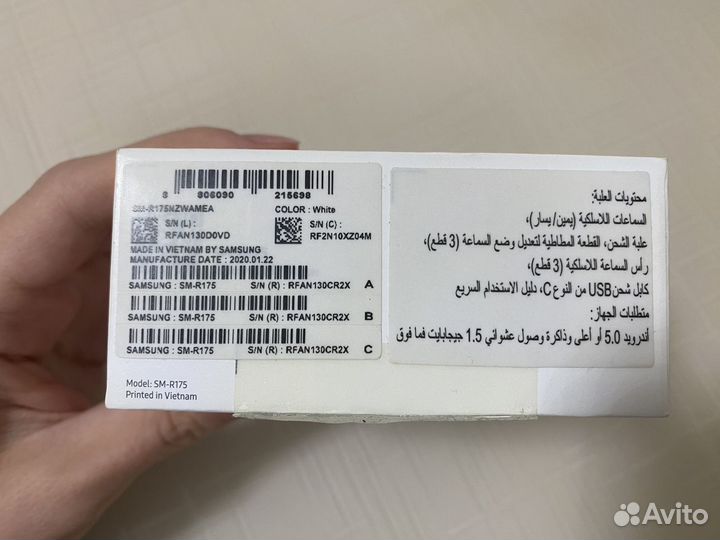 8 806090 215698
SM-R175NZWAMEA COLOR : White
S/N (L) : S/N (C) :
RFAN130D0VD RF2N10XZ04M
MADE IN VIETNAM BY SAMSUNG
MANUFACTURE DATE : 2020.01.22
SAMSUNG : SM-R175 S/N (R) : RFAN130CR2X A
SAMSUNG : SM-R175 S/N (R) : RFAN130CR2X B
SAMSUNG : SM-R175 S/N (R) : RFAN130CR2X C
Model: SM-R175
Printed in Vietnam
محتويات العلبة:
السماعات اللاسلكية (يمين/ يسار)،
علبة الشحن، القطعة المطاطية لتعديل وضع السماعة (3 قطع)،
رأس السماعة اللاسلكية (3 قطع)،
كابل شحن USB من النوع C، دليل الاستخدام السريع
متطلبات الجهاز:
أندرويد 5.0 أو أعلى وذاكرة وصول عشوائي 1.5 جيجابايت فما فوق
Avito